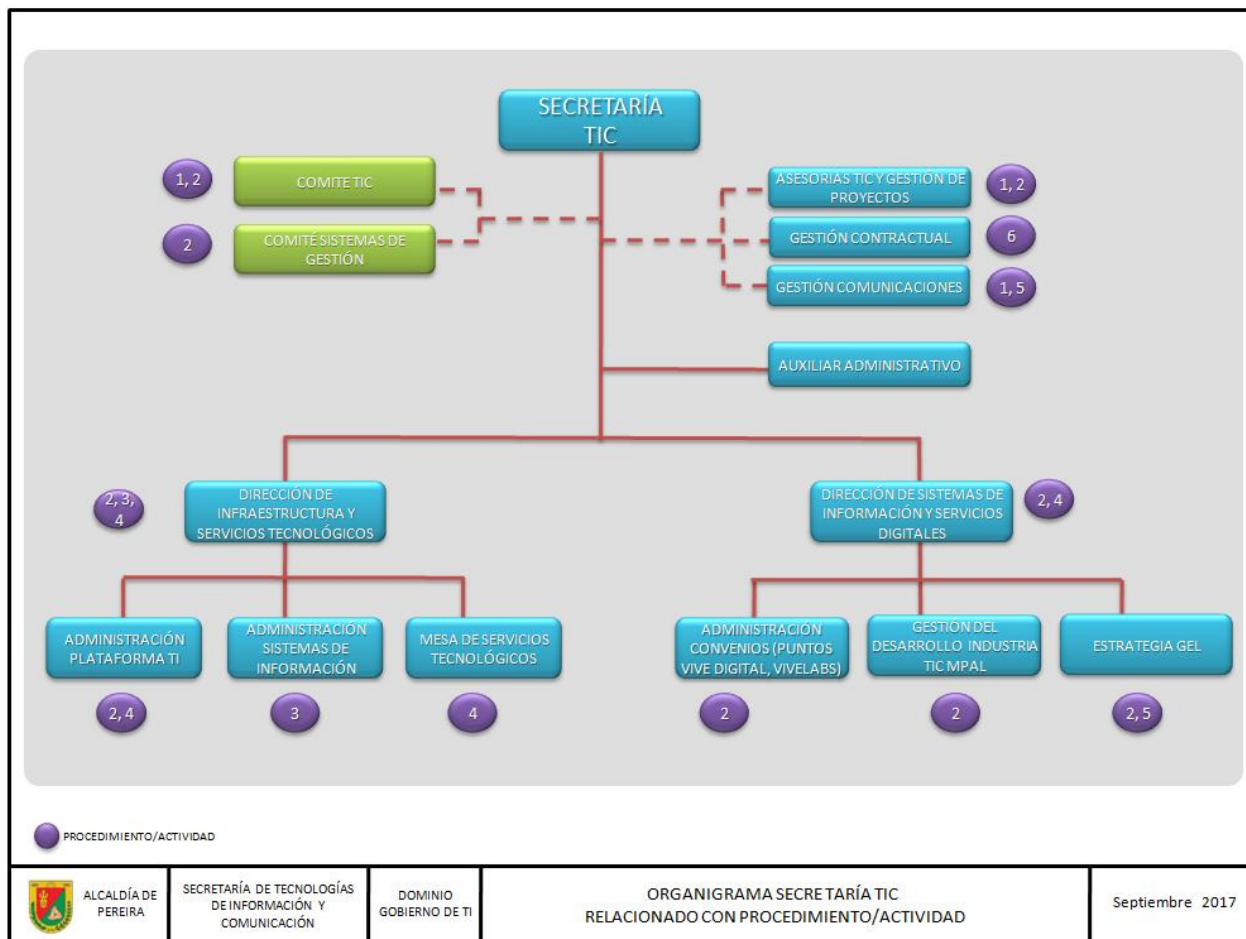 SECRETARÍA
TIC
1, 2
COMITE TIC
2
COMITÉ SISTEMAS DE
GESTIÓN
ASESORIAS TIC Y GESTIÓN DE
PROYECTOS
1, 2
GESTIÓN CONTRACTUAL
6
GESTIÓN COMUNICACIONES
1, 5
AUXILIAR ADMINISTRATIVO
2, 3,
4
DIRECCIÓN DE
INFRAESTRUCTURA Y
SERVICIOS TECNOLÓGICOS
DIRECCIÓN DE SISTEMAS DE
INFORMACIÓN Y SERVICIOS
DIGITALES
2, 4
ADMINISTRACIÓN
PLATAFORMA TI
ADMINISTRACIÓN
SISTEMAS DE
INFORMACIÓN
MESA DE SERVICIOS
TECNOLÓGICOS
ADMINISTRACIÓN
CONVENIOS (PUNTOS
VIVE DIGITAL, VIVELABS)
GESTIÓN DEL
DESARROLLO INDUSTRIA
TIC MPAL
ESTRATEGIA GEL
2, 4
3
4
2
2
2, 5
PROCEDIMIENTO/ACTIVIDAD
ALCALDÍA DE
PEREIRA
SECRETARÍA DE TECNOLOGÍAS
DE INFORMACIÓN Y
COMUNICACIÓN
DOMINIO
GOBIERNO DE TI
ORGANIGRAMA SECRETARÍA TIC
RELACIONADO CON PROCEDIMIENTO/ACTIVIDAD
Septiembre 2017